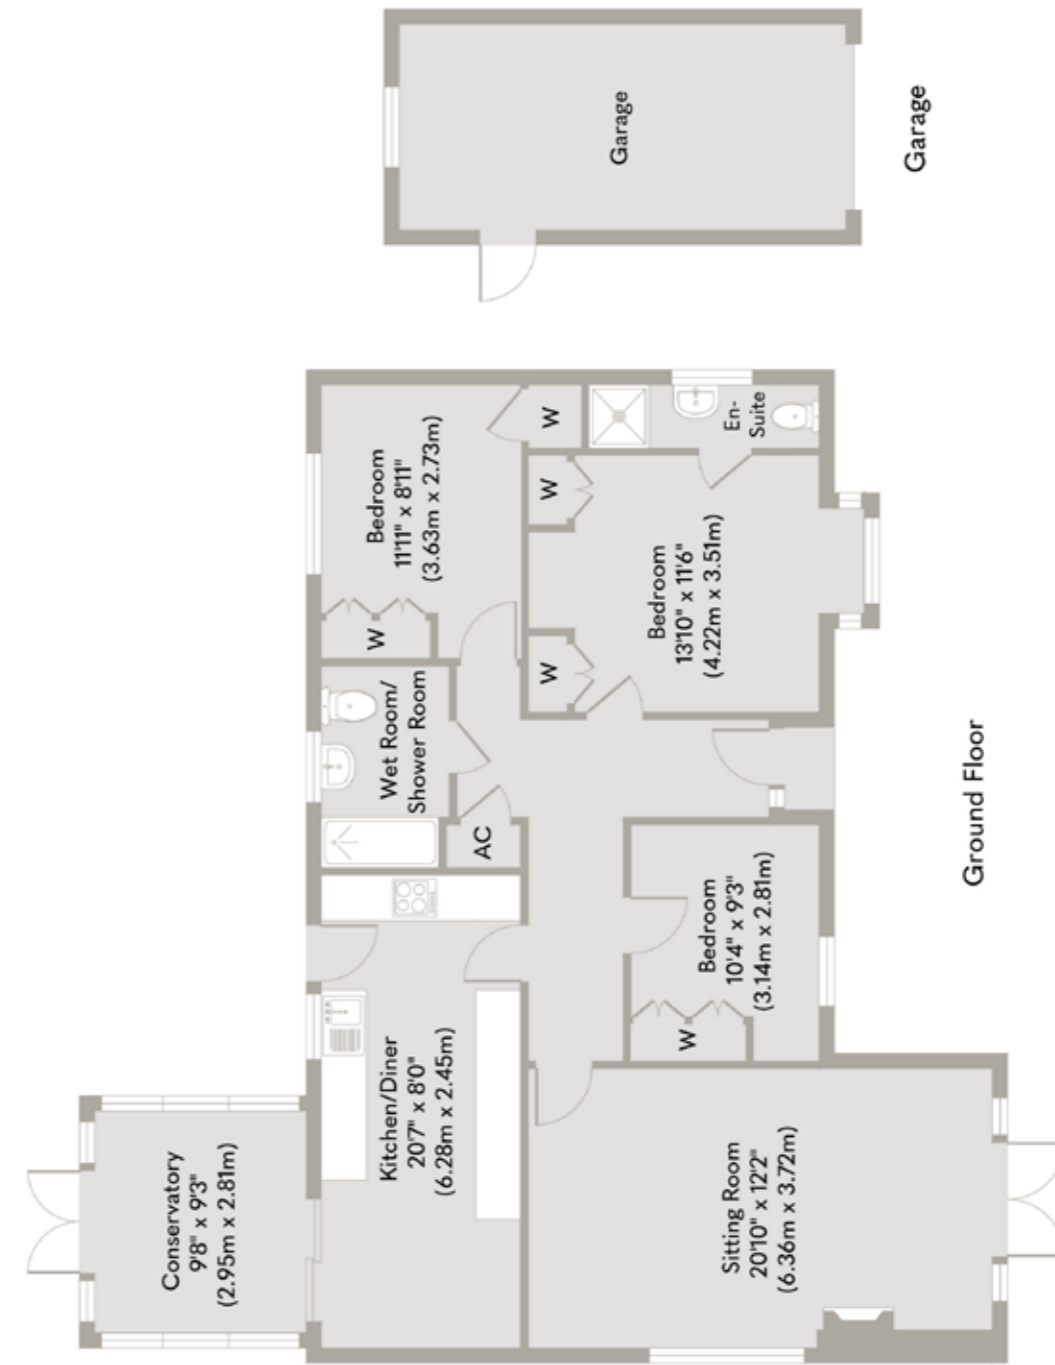 Conservatory
9'8" x 9'3"
(2.95m x 2.81m)
Kitchen/Diner
20'7" x 8'0"
(6.28m x 2.45m)
Sitting Room
20'10" x 12'2"
(6.36m x 3.72m)
AC
Wet Room/
Shower Room
W
Bedroom
11'11" x 8'11"
(3.63m x 2.73m)
W
W
Bedroom
10'4" x 9'3"
(3.14m x 2.81m)
W
Bedroom
13'10" x 11'6"
(4.22m x 3.51m)
W
En-
Suite
W
Ground Floor
Garage
Garage